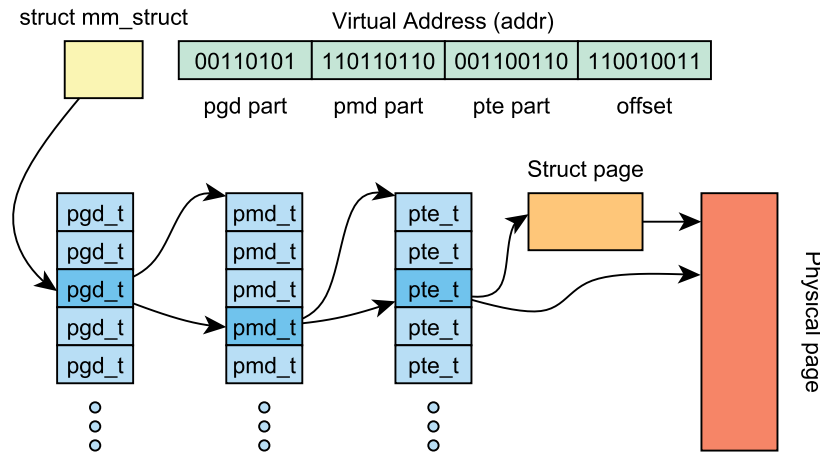 struct mm_struct
Virtual Address (addr)
00110101 110110110 001100110 110010011
pgd part pmd part pte part offset
Struct page
pgd_t pmd_t pte_t
pgd_t pmd_t pte_t
pgd_t pmd_t pte_t
pgd_t pmd_t pte_t
pgd_t pmd_t pte_t
Physical page